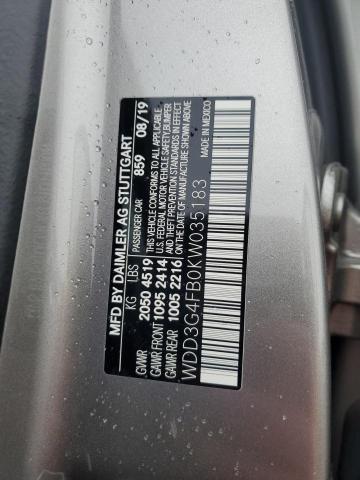 MFD BY DAIMLER AG STUTTGART
PASSENGER CAR 859 08/19
KG LBS
GVWR 2050 4519
GAWR FRONT 1095 2414
GAWR REAR 1005 2216
THIS VEHICLE CONFORMS TO ALL APPLICABLE
U.S. FEDERAL MOTOR VEHICLE SAFETY, BUMPER
AND THEFT PREVENTION STANDARDS
IN EFFECT ON THE DATE OF
MANUFACTURE SHOWN ABOVE.
WDD3G4FB0KW035183
MADE IN MEXICO